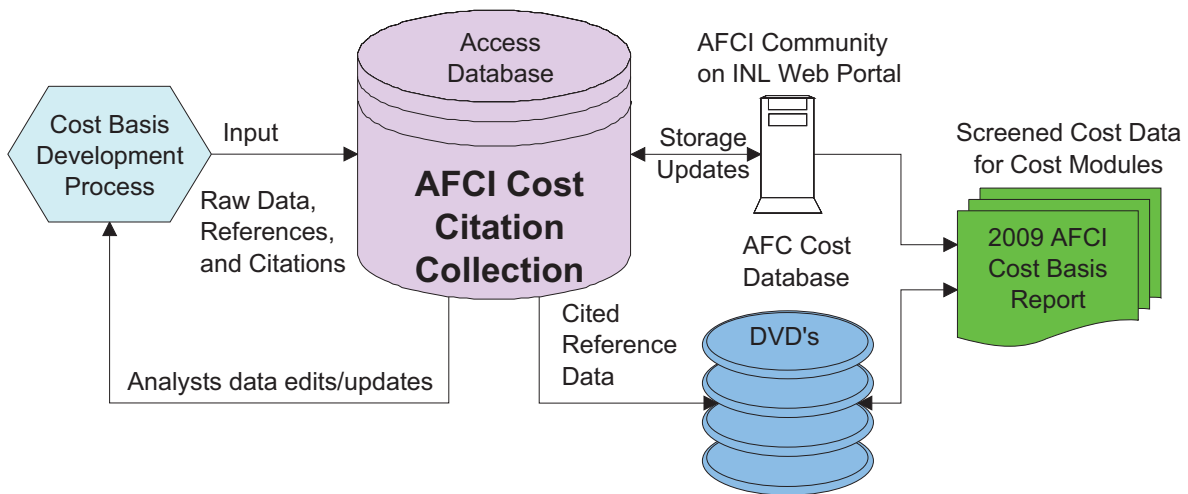 Cost Basis
Development
Process
Input
Raw Data,
References,
and Citations
Access
Database
AFCI Cost
Citation
Collection
Analysts data edits/updates
Storage
Updates
AFCI Community
on INL Web Portal
AFC Cost
Database
Cited
Reference
Data
DVD's
Screened Cost Data
for Cost Modules
2009 AFCI
Cost Basis
Report